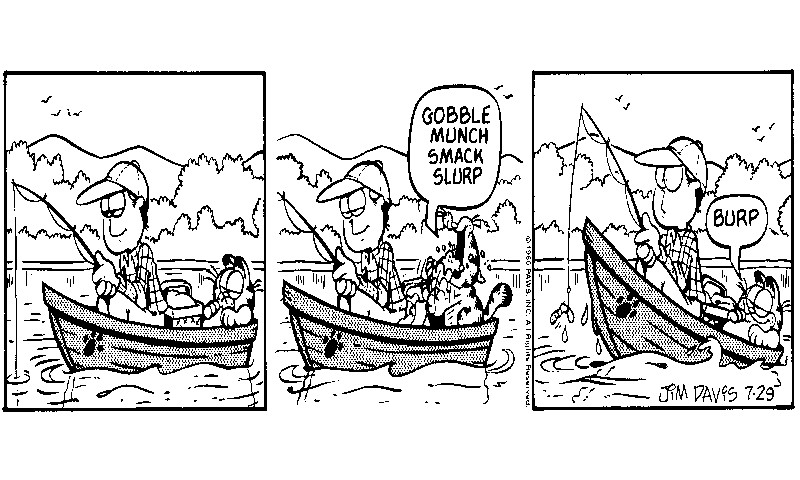 GOBBLE
MUNCH
SMACK
SLURP
© 1980 PAWS, INC. All Rights Reserved.
BURP
JIM DAVIS 7-29